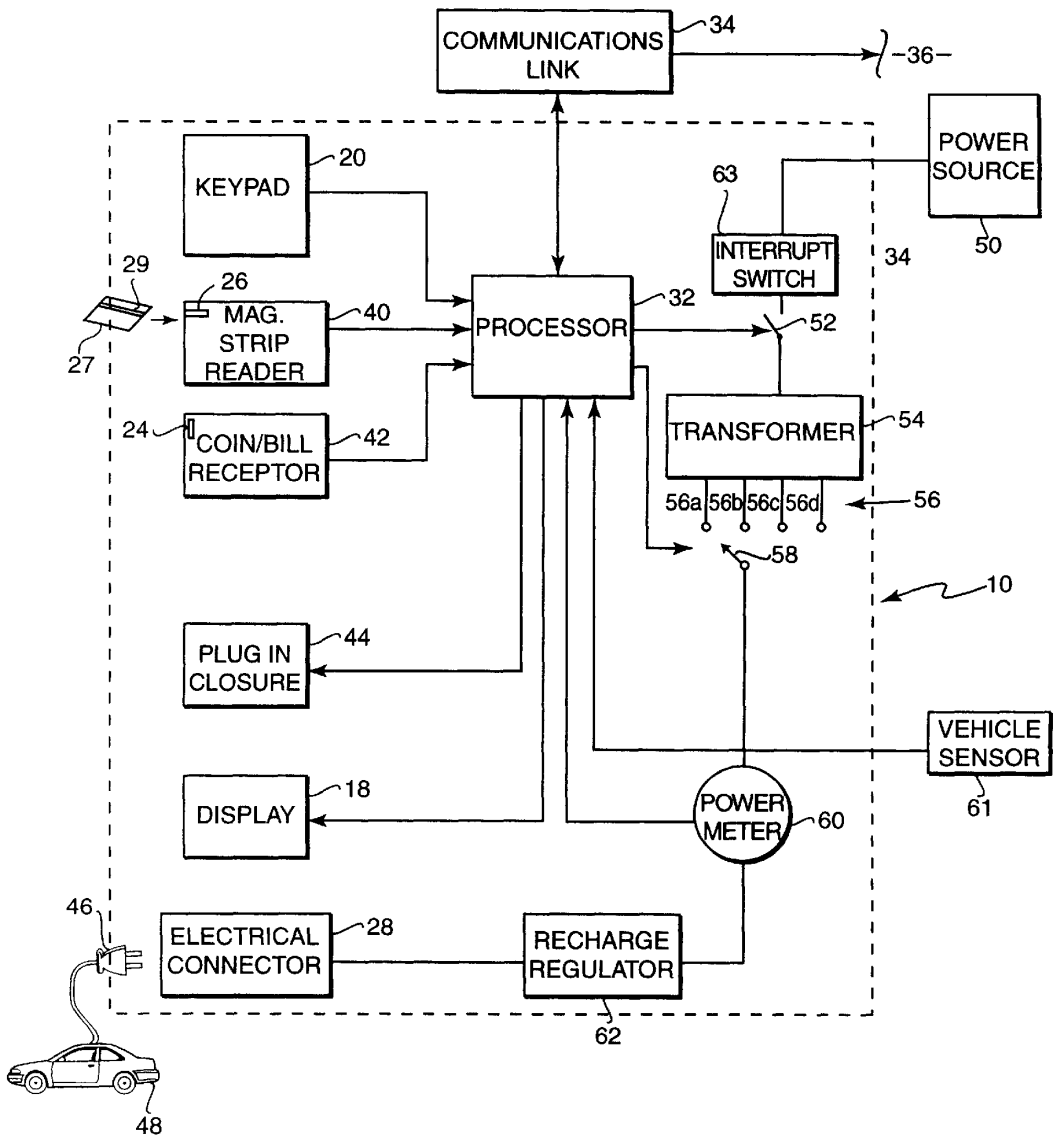 34
COMMUNICATIONS
LINK
-36-
20
KEYPAD
POWER
SOURCE
50
63
INTERRUPT
SWITCH
34
29
26
27
MAG.
STRIP
READER
40
32
PROCESSOR
52
24
COIN/BILL
RECEPTOR
42
TRANSFORMER
54
56a 56b 56c 56d
56
58
10
44
PLUG IN
CLOSURE
VEHICLE
SENSOR
61
18
DISPLAY
POWER
METER
60
46
ELECTRICAL
CONNECTOR
28
RECHARGE
REGULATOR
62
48